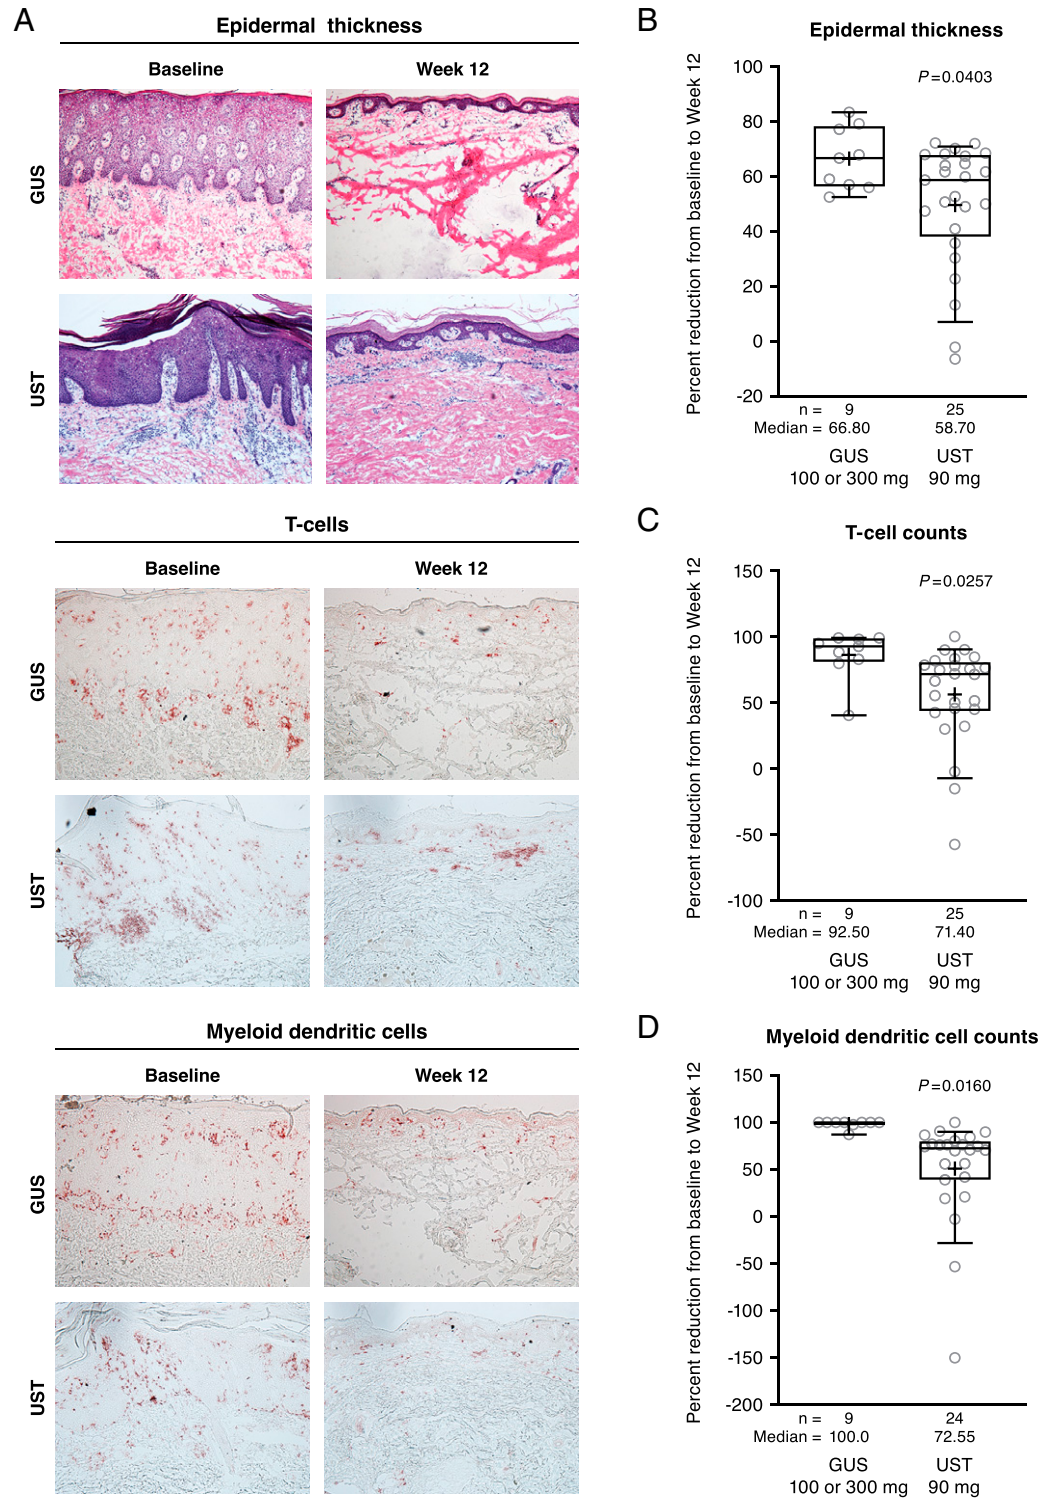 A
Epidermal thickness
Baseline Week 12
GUS
UST
T-cells
Baseline Week 12
GUS
UST
Myeloid dendritic cells
Baseline Week 12
GUS
UST
B
Epidermal thickness
Percent reduction from baseline to Week 12
100
80
60
40
20
0
-20
P=0.0403
n = 9 25
Median = 66.80 58.70
GUS UST
100 or 300 mg 90 mg
C
T-cell counts
Percent reduction from baseline to Week 12
150
100
50
0
-50
-100
P=0.0257
n = 9 25
Median = 92.50 71.40
GUS UST
100 or 300 mg 90 mg
D
Myeloid dendritic cell counts
Percent reduction from baseline to Week 12
150
100
50
0
-50
-100
-150
-200
P=0.0160
n = 9 24
Median = 100.0 72.55
GUS UST
100 or 300 mg 90 mg